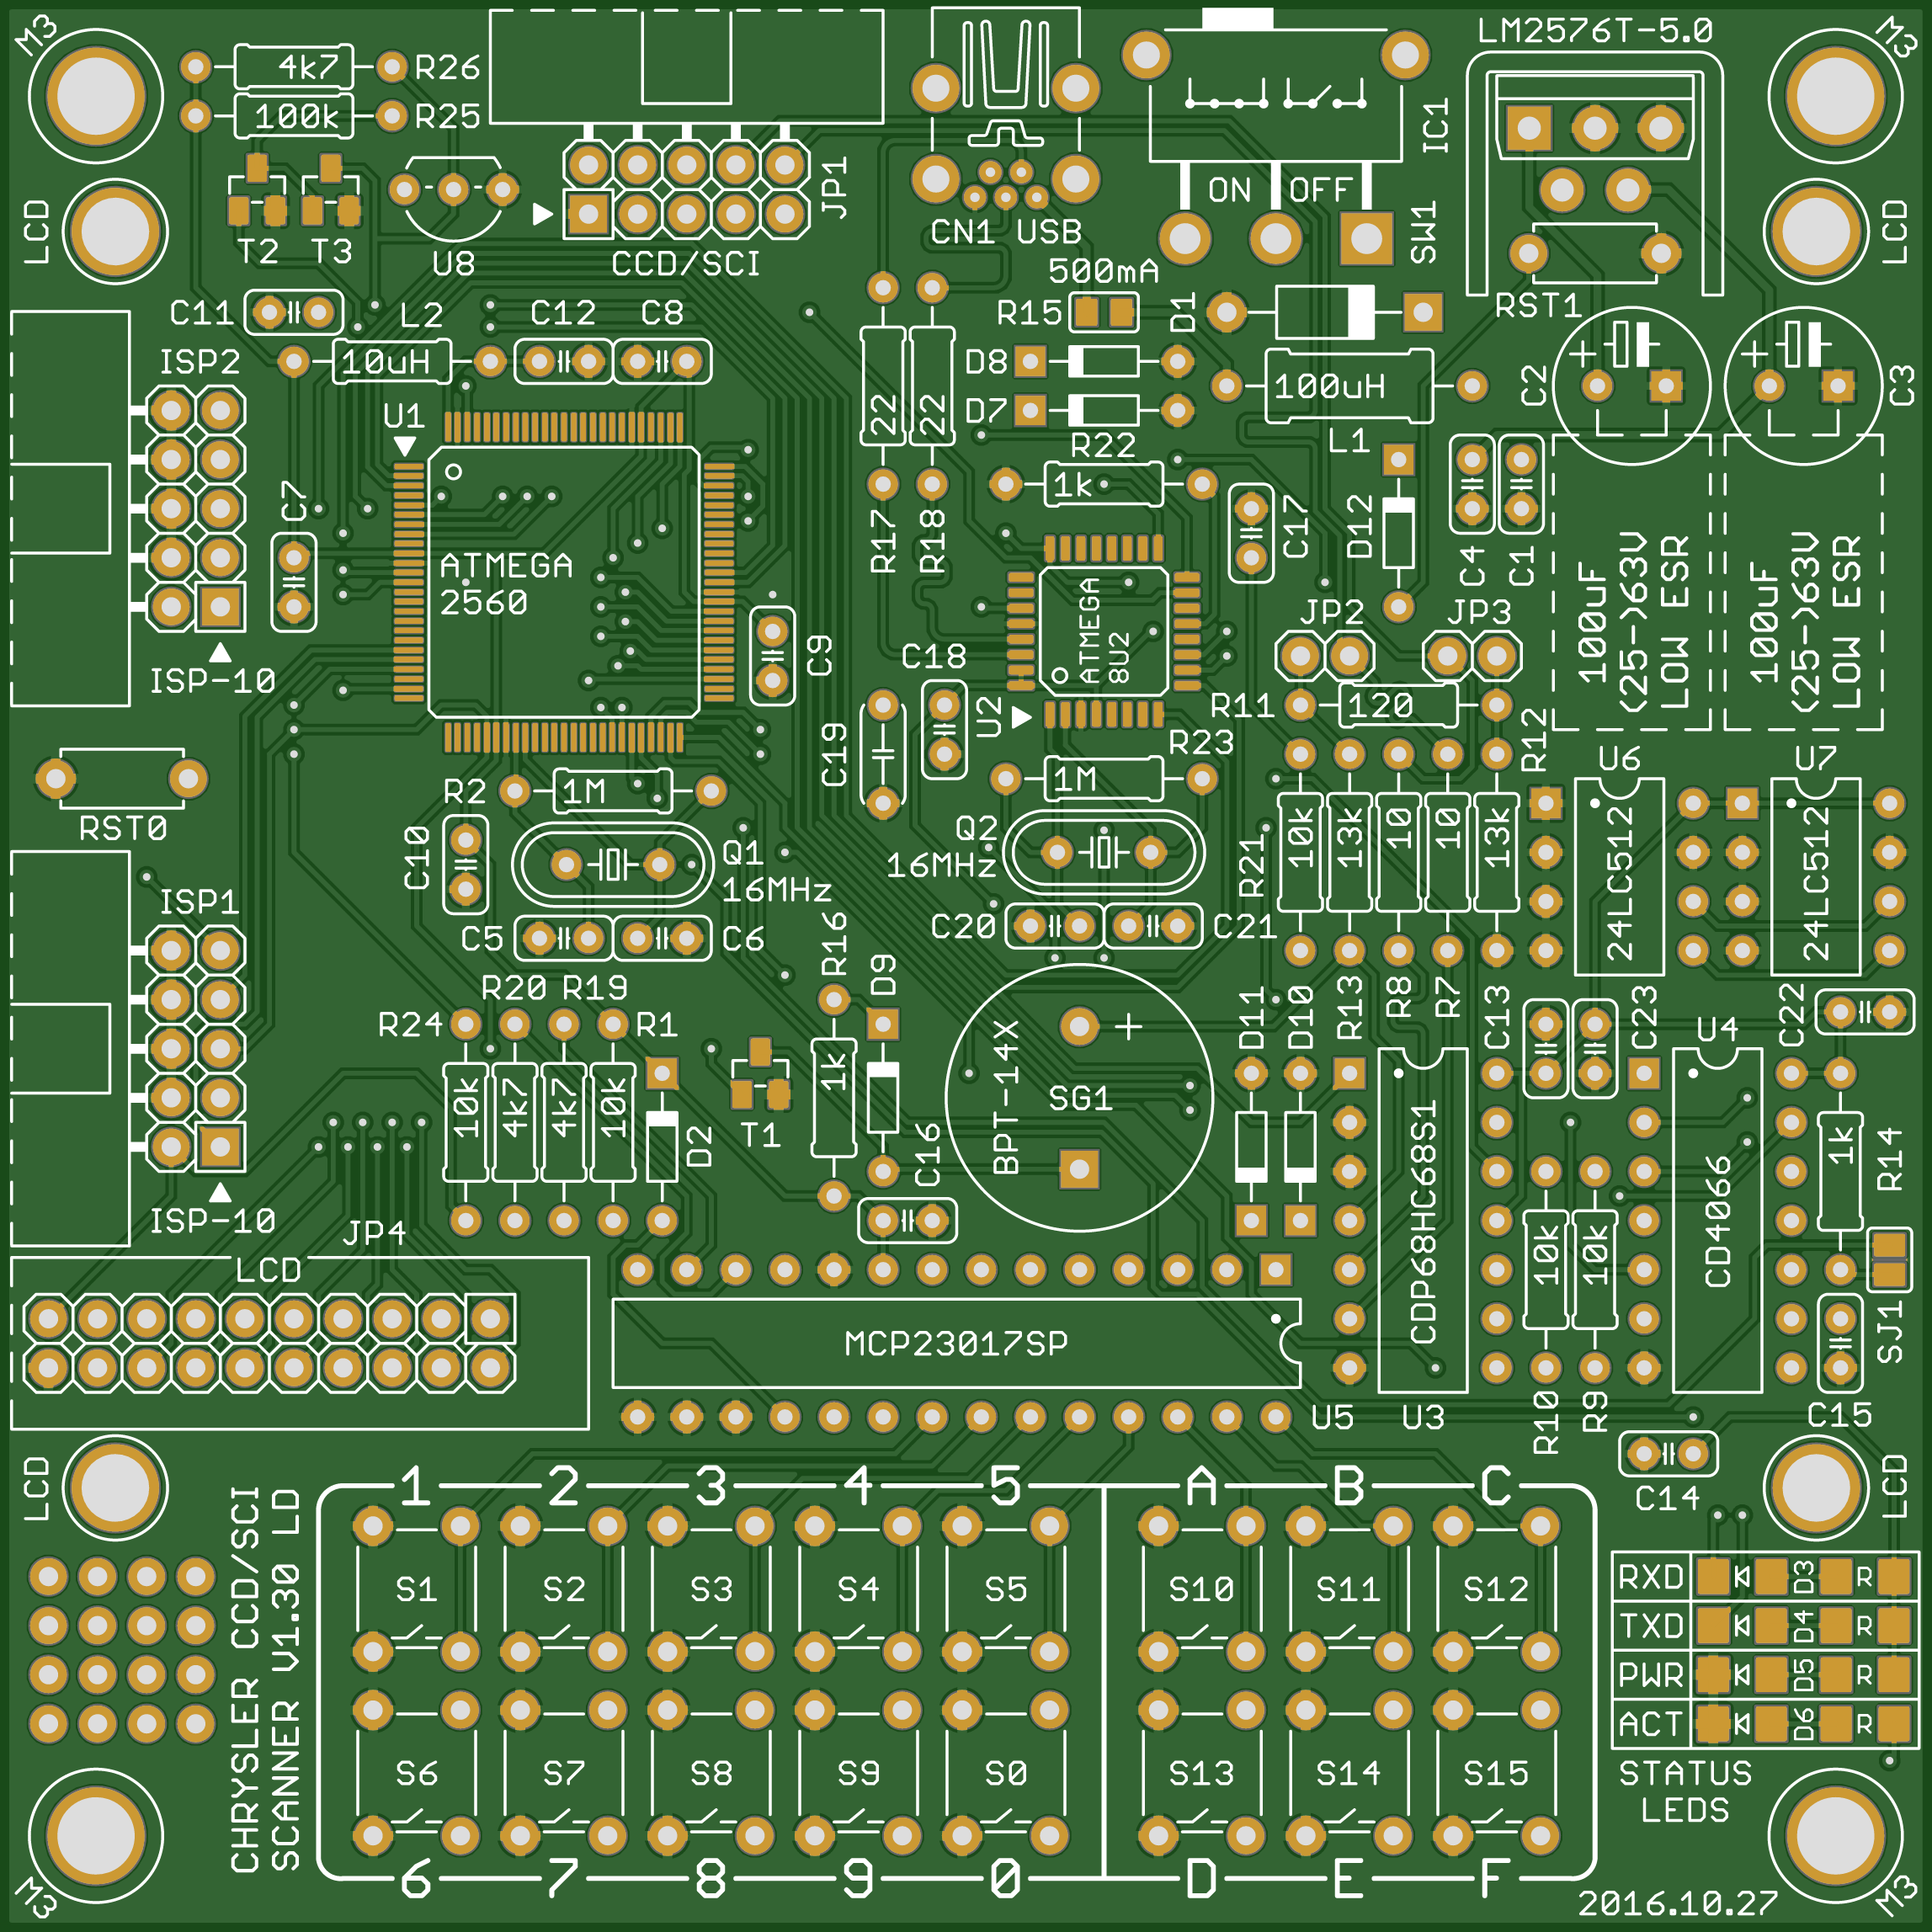 M3
4k7 R26
100k R25
LM2576T-5.0
M3
IC1
JP1
LCD
T2 T3
U8
CCD/SCI
CN1 USB
ON OFF
SW1
LCD
500mA
C11
L2
C12 C8
R15
D1
RST1
ISP2
10uH
D8
100uH
C2
C3
U1
D7
22
22
R22
L1
1k
C7
R17
R18
C17
D12
C4
C1
100uF
(25->63V
LOW ESR
100uF
(25->63V
LOW ESR
ATMEGA
2560
ATMEGA
8U2
JP2 JP3
C9
C18
ISP-10
R11 120
R12
C19
U2
R23
U6 U7
RST0
R2 1M
1M
C10
Q1
16MHz
Q2
16MHz
R21
10k
13k
10
10
13k
24LC512
24LC512
ISP1
C5 C6
R16
C20 C21
D9
R20 R19
R24 R1
D11
D10
R13
R8
R7
C13
C23
U4
C22
10k
4k7
4k7
10k
D2
T1
1k
BPT-14X
SG1
C16
CDP68HC68S1
CD4066
1k
R14
10k
10k
ISP-10
JP4
LCD
MCP23017SP
SJ1
U5 U3
R10
R9
C15
C14
LCD
LCD
1 2 3 4 5 A B C
S1 S2 S3 S4 S5 S10 S11 S12
S6 S7 S8 S9 S0 S13 S14 S15
6 7 8 9 0 D E F
CHRYSLER CCD/SCI
SCANNER V1.30 LD
RXD K D3 R
TXD K D4 R
PWR K D5 R
ACT K D6 R
STATUS
LEDS
M3
2016.10.27
M3